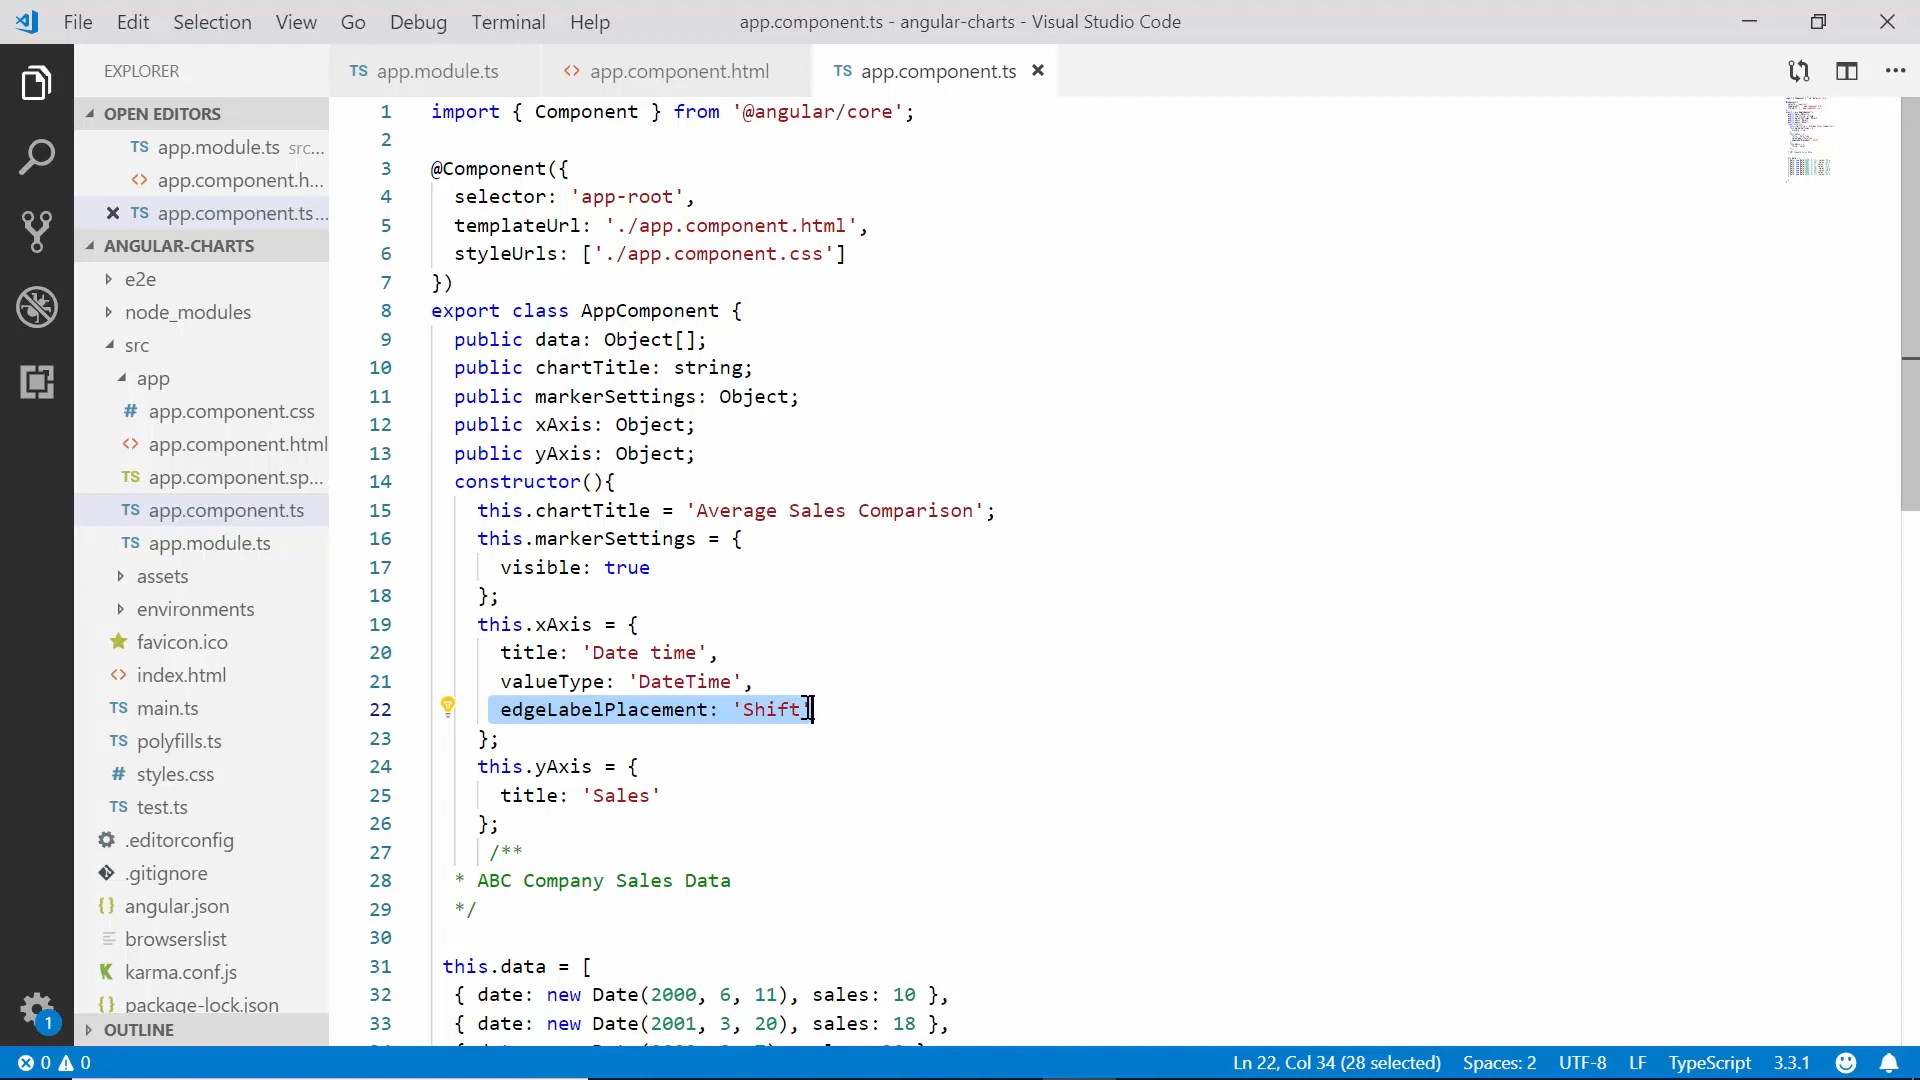 File Edit Selection View Go Debug Terminal Help
app.component.ts - angular-charts - Visual Studio Code
EXPLORER
TS app.module.ts
<> app.component.html
TS app.component.ts
OPEN EDITORS
TS app.module.ts src...
<> app.component.h...
TS app.component.ts...
ANGULAR-CHARTS
e2e
node_modules
src
app
# app.component.css
<> app.component.html
TS app.component.sp...
TS app.component.ts
TS app.module.ts
assets
environments
favicon.ico
<> index.html
TS main.ts
TS polyfills.ts
# styles.css
TS test.ts
.editorconfig
.gitignore
{} angular.json
browserslist
K karma.conf.js
{} package-lock.json
OUTLINE
1
1 import { Component } from '@angular/core';
2
3 @Component({
4 selector: 'app-root',
5 templateUrl: './app.component.html',
6 styleUrls: ['./app.component.css']
7 })
8 export class AppComponent {
9 public data: Object[];
10 public chartTitle: string;
11 public markerSettings: Object;
12 public xAxis: Object;
13 public yAxis: Object;
14 constructor(){
15 this.chartTitle = 'Average Sales Comparison';
16 this.markerSettings = {
17 visible: true
18 };
19 this.xAxis = {
20 title: 'Date time',
21 valueType: 'DateTime',
22 edgeLabelPlacement: 'Shift'
23 };
24 this.yAxis = {
25 title: 'Sales'
26 };
27 /**
28 * ABC Company Sales Data
29 */
30
31 this.data = [
32 { date: new Date(2000, 6, 11), sales: 10 },
33 { date: new Date(2001, 3, 20), sales: 18 },
0 0
Ln 22, Col 34 (28 selected) Spaces: 2 UTF-8 LF TypeScript 3.3.1